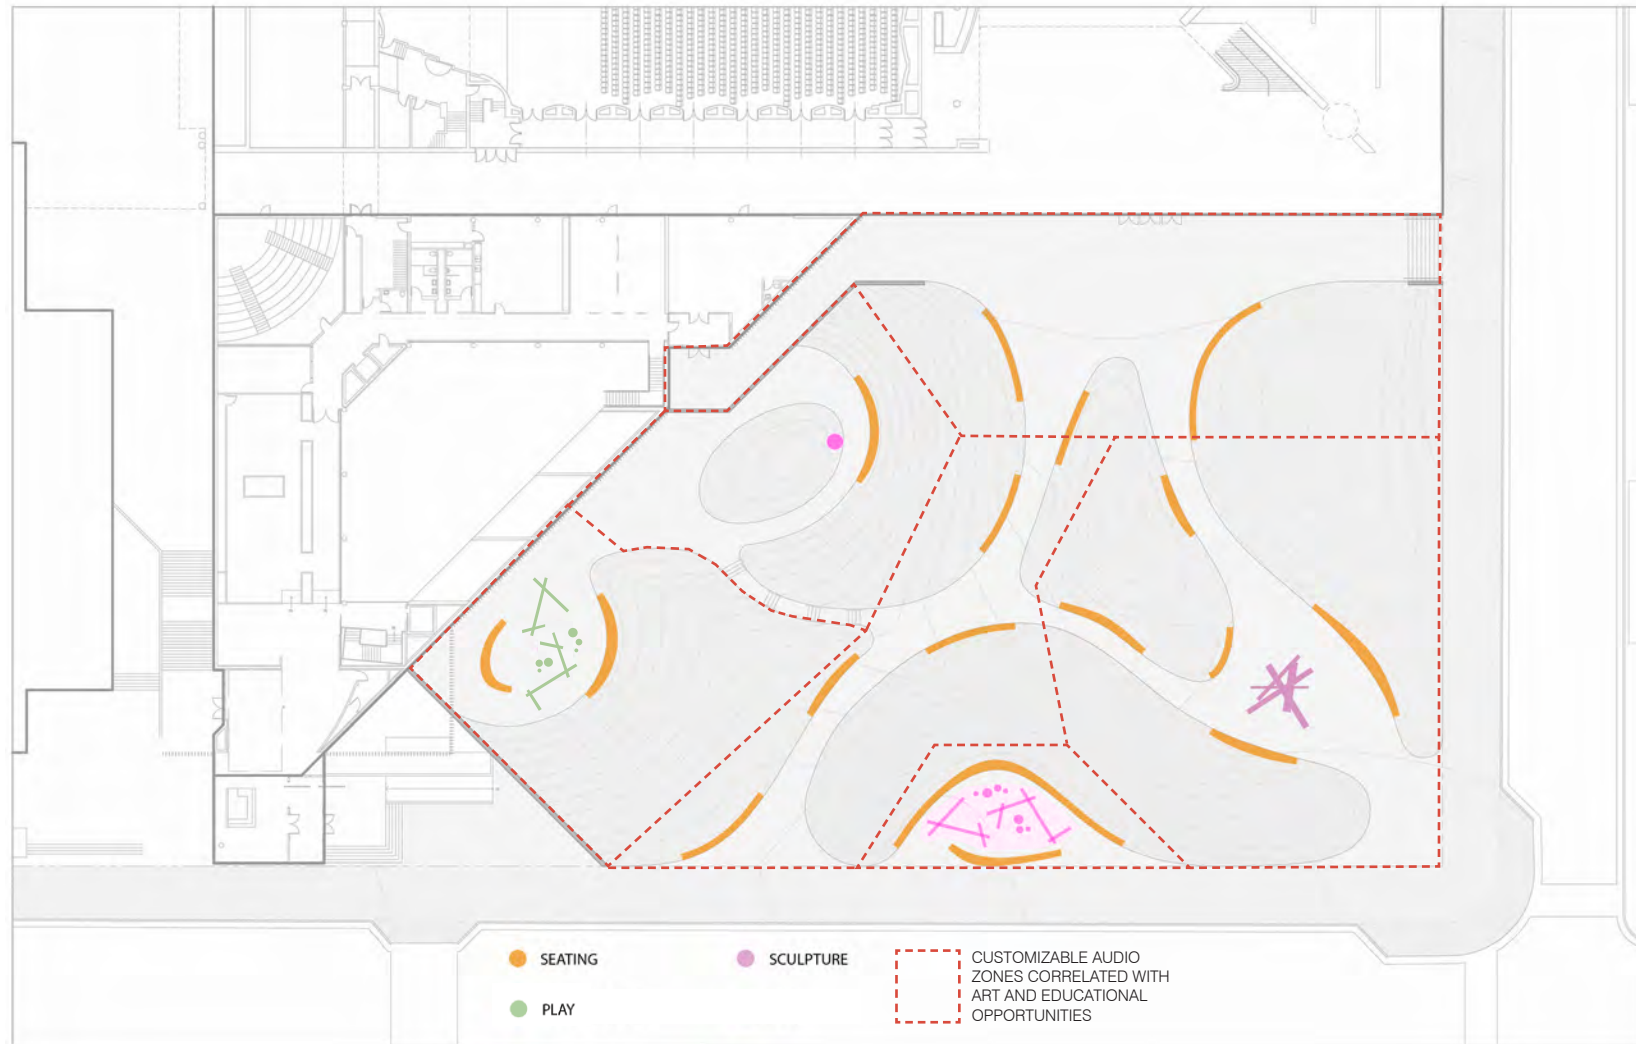 SEATING
SCULPTURE
PLAY
CUSTOMIZABLE AUDIO
ZONES CORRELATED WITH
ART AND EDUCATIONAL
OPPORTUNITIES